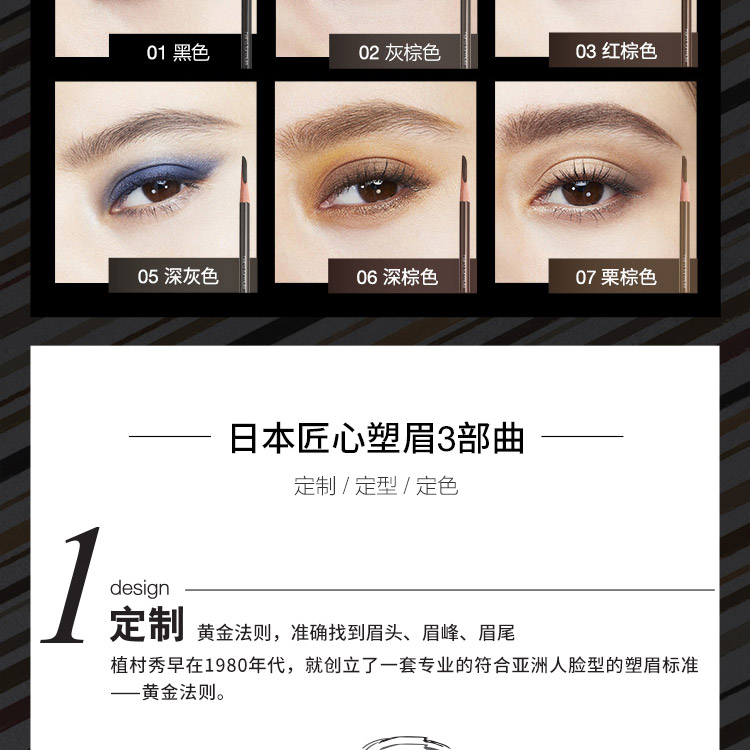 01 黑色
02 灰棕色
03 红棕色
05 深灰色
06 深棕色
07 栗棕色
日本匠心塑眉3部曲
定制 / 定型 / 定色
1
design
定制 黄金法则，准确找到眉头、眉峰、眉尾
植村秀早在1980年代，就创立了一套专业的符合亚洲人脸型的塑眉标准
——黄金法则。